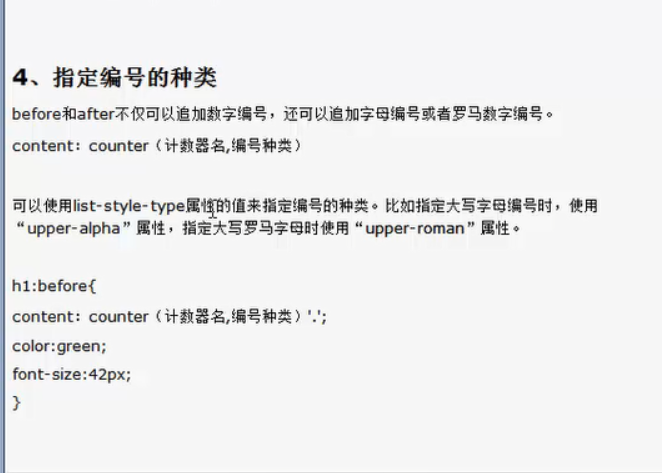 4、指定编号的种类
before和after不仅可以追加数字编号，还可以追加字母编号或者罗马数字编号。
content：counter（计数器名,编号种类）
可以使用list-style-type属性的值来指定编号的种类。比如指定大写字母编号时，使用
“upper-alpha”属性，指定大写罗马字母时使用“upper-roman”属性。
h1:before{
content：counter（计数器名,编号种类）'.';
color:green;
font-size:42px;
}